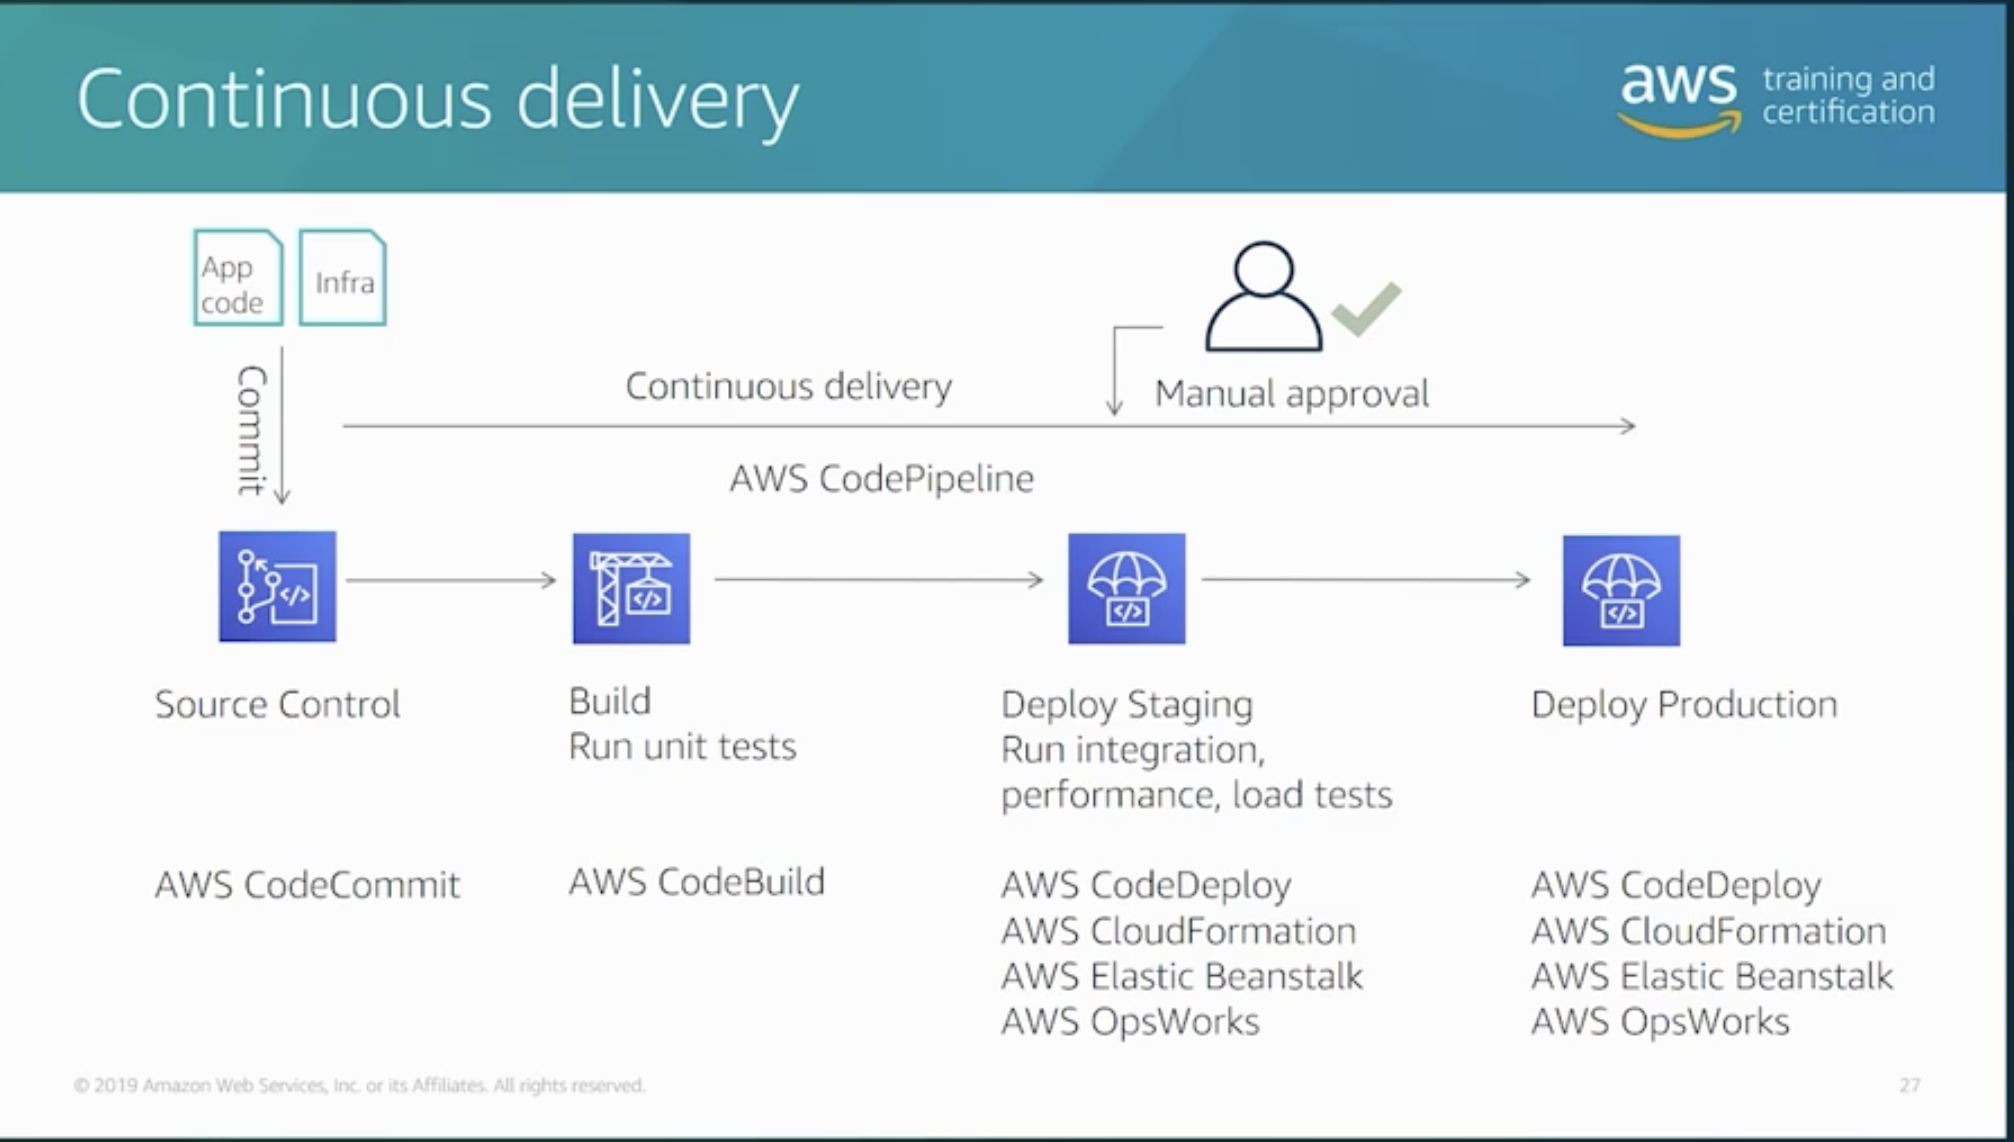 Continuous delivery
aws training and
certification
App
code
Infra
Commit
Continuous delivery
Manual approval
AWS CodePipeline
</>
</>
</>
</>
Source Control
Build
Run unit tests
Deploy Staging
Run integration,
performance, load tests
Deploy Production
AWS CodeCommit
AWS CodeBuild
AWS CodeDeploy
AWS CloudFormation
AWS Elastic Beanstalk
AWS OpsWorks
AWS CodeDeploy
AWS CloudFormation
AWS Elastic Beanstalk
AWS OpsWorks
© 2019 Amazon Web Services, Inc. or its Affiliates. All rights reserved.
27